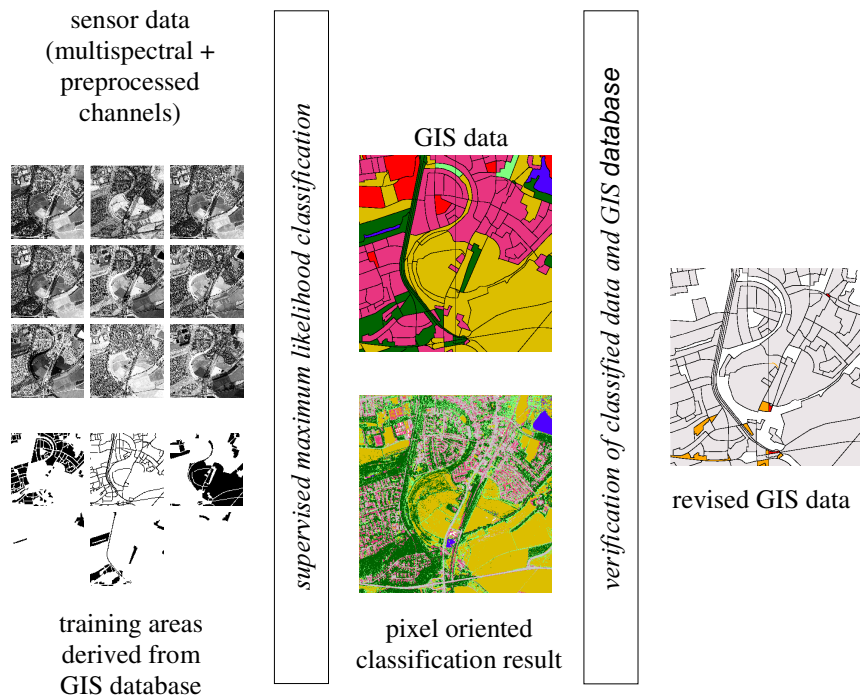 sensor data
(multispectral +
preprocessed
channels)
training areas
derived from
GIS database
supervised maximum likelihood classification
GIS data
pixel oriented
classification result
verification of classified data and GIS database
revised GIS data